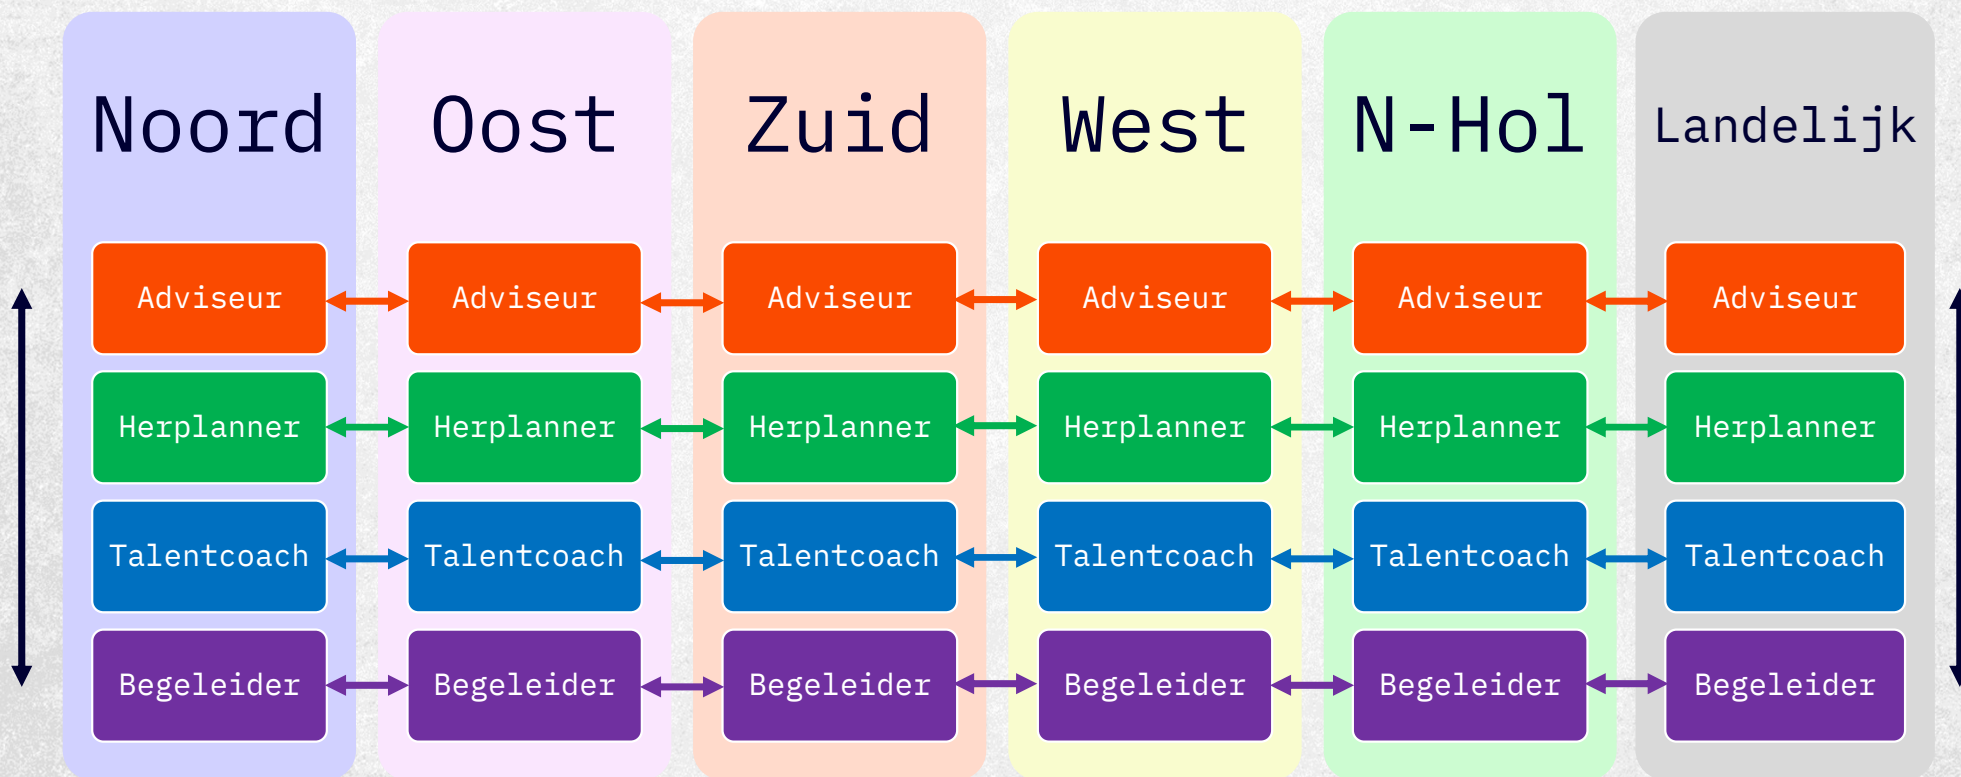 Noord Oost Zuid West N-Hol Landelijk
Adviseur Adviseur Adviseur Adviseur Adviseur Adviseur
Herplanner Herplanner Herplanner Herplanner Herplanner Herplanner
Talentcoach Talentcoach Talentcoach Talentcoach Talentcoach Talentcoach
Begeleider Begeleider Begeleider Begeleider Begeleider Begeleider